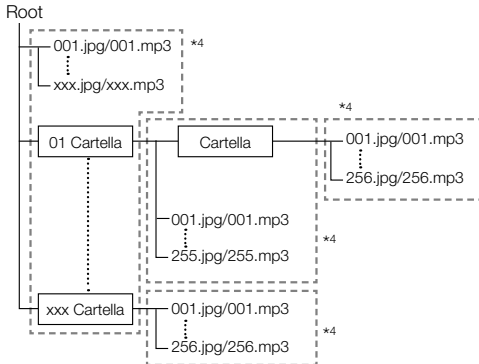 Root
001.jpg/001.mp3
xxx.jpg/xxx.mp3
*4
01 Cartella
Cartella
*4
001.jpg/001.mp3
256.jpg/256.mp3
001.jpg/001.mp3
255.jpg/255.mp3
*4
xxx Cartella
001.jpg/001.mp3
256.jpg/256.mp3
*4